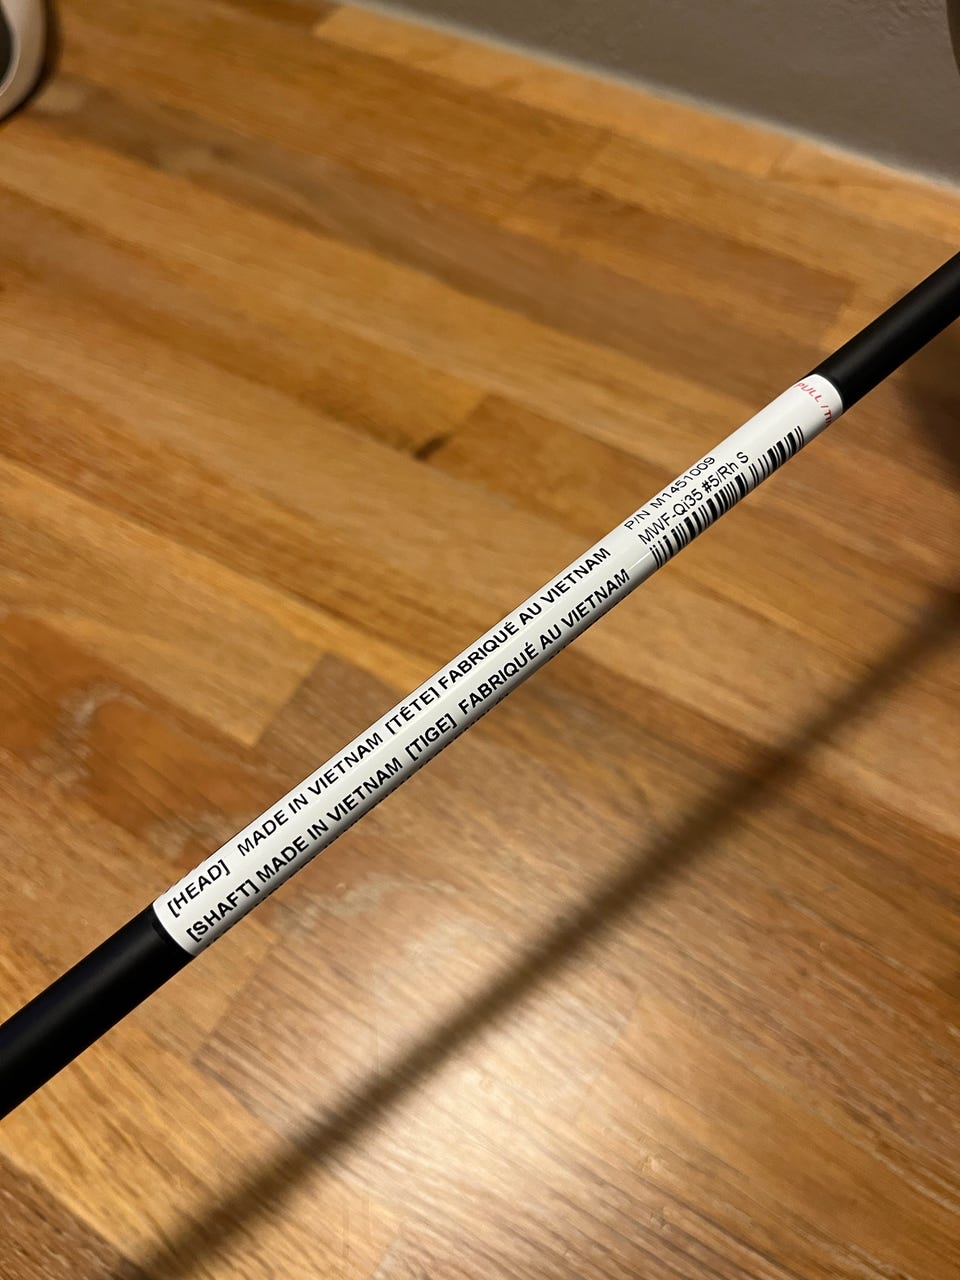 [HEAD] MADE IN VIETNAM [TÊTE] FABRIQUÉ AU VIETNAM
[SHAFT] MADE IN VIETNAM [TIGE] FABRIQUÉ AU VIETNAM
P/N M1451009
MWF-Qi35 #5/Rh S
PULL /